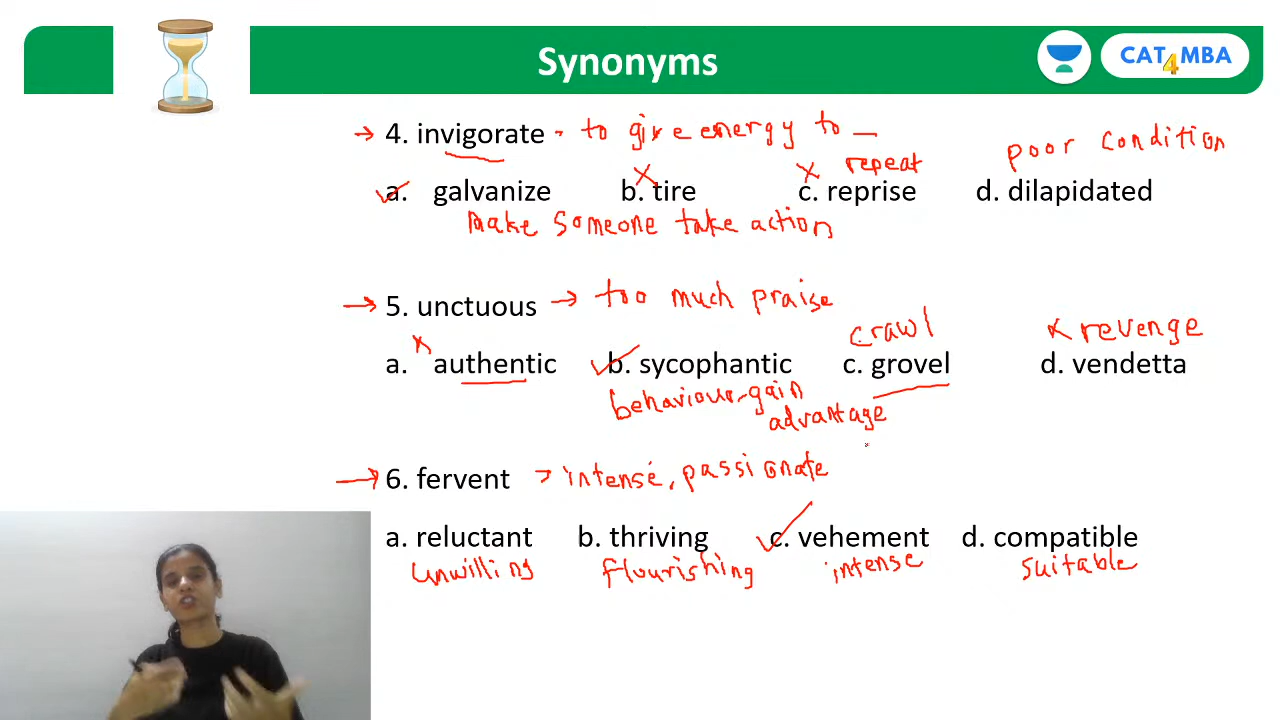 Synonyms
CAT4MBA
→ 4. invigorate - to give energy to —
repeat
poor condition
a. galvanize b. tire c. reprise d. dilapidated
make someone take action
→ 5. unctuous → too much praise
crawl
revenge
a. authentic b. sycophantic c. grovel d. vendetta
behaviour-gain
advantage
→ 6. fervent > intense, passionate
a. reluctant b. thriving c. vehement d. compatible
unwilling flourishing intense suitable